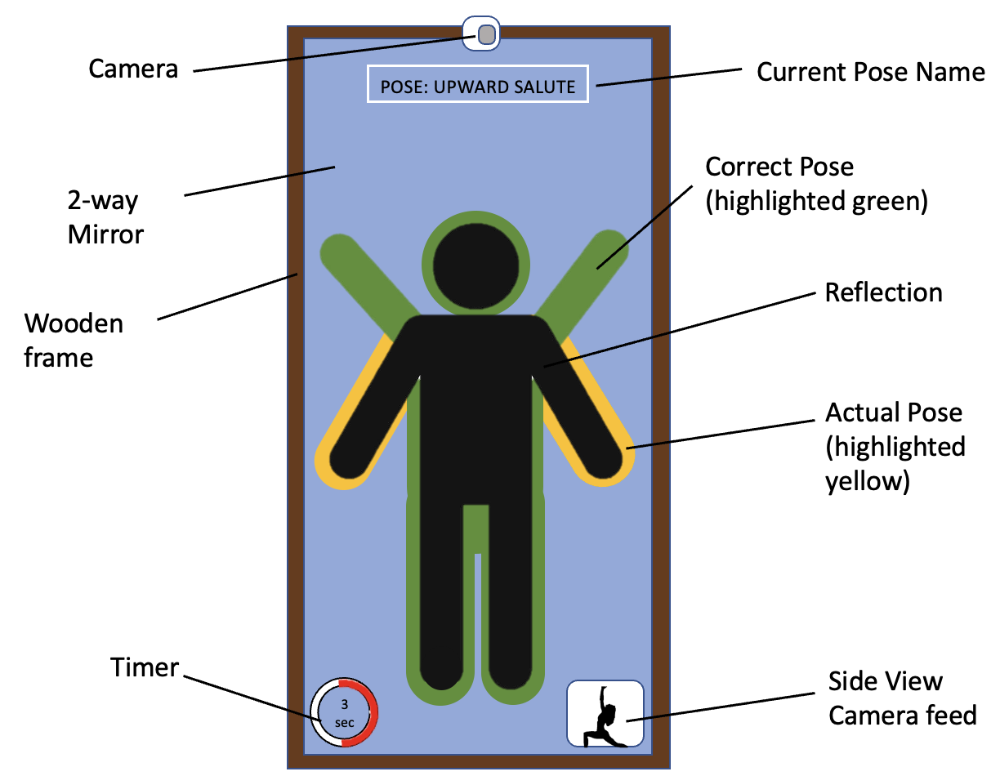 Camera
Current Pose Name
POSE: UPWARD SALUTE
Correct Pose
(highlighted green)
2-way
Mirror
Reflection
Wooden
frame
Actual Pose
(highlighted
yellow)
Timer
Side View
Camera feed
3
sec